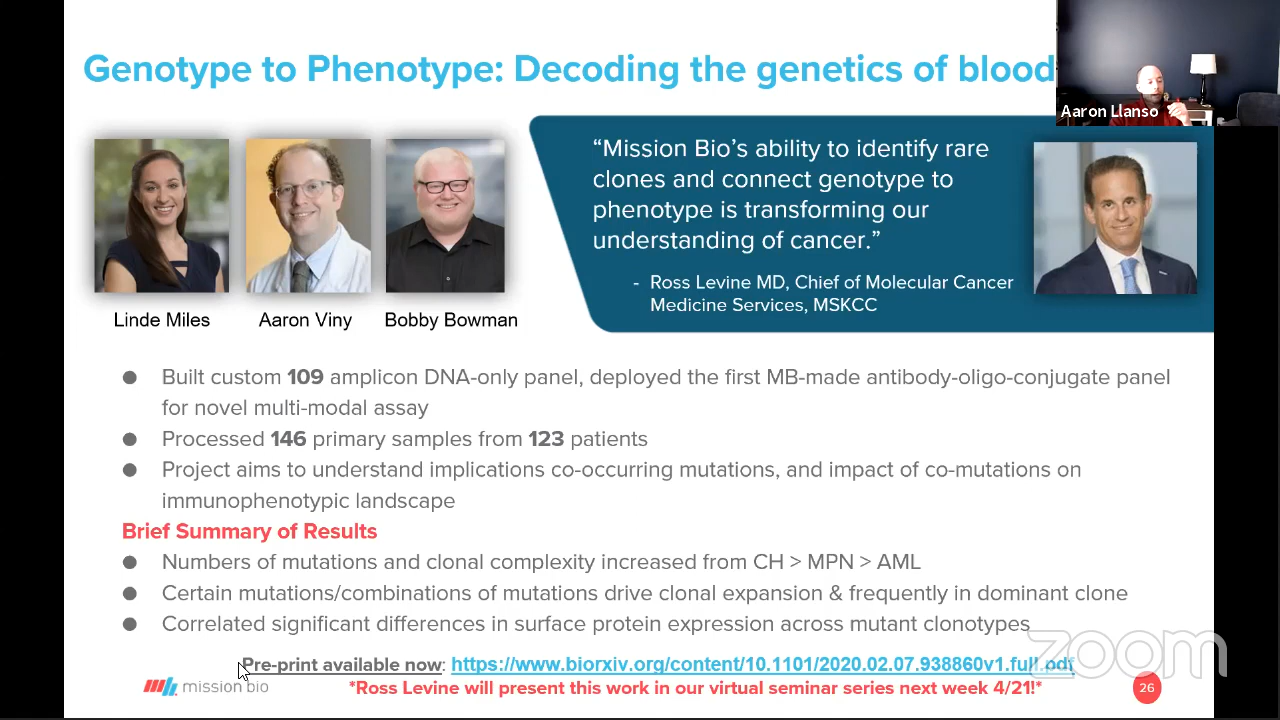 Genotype to Phenotype: Decoding the genetics of blood
Aaron Llanso
“Mission Bio’s ability to identify rare
clones and connect genotype to
phenotype is transforming our
understanding of cancer.”
- Ross Levine MD, Chief of Molecular Cancer
Medicine Services, MSKCC
Linde Miles
Aaron Viny
Bobby Bowman
● Built custom 109 amplicon DNA-only panel, deployed the first MB-made antibody-oligo-conjugate panel
for novel multi-modal assay
● Processed 146 primary samples from 123 patients
● Project aims to understand implications co-occurring mutations, and impact of co-mutations on
immunophenotypic landscape
Brief Summary of Results
● Numbers of mutations and clonal complexity increased from CH > MPN > AML
● Certain mutations/combinations of mutations drive clonal expansion & frequently in dominant clone
● Correlated significant differences in surface protein expression across mutant clonotypes
Pre-print available now: https://www.biorxiv.org/content/10.1101/2020.02.07.938860v1.full.pdf
*Ross Levine will present this work in our virtual seminar series next week 4/21!*
mission bio
26
zoom